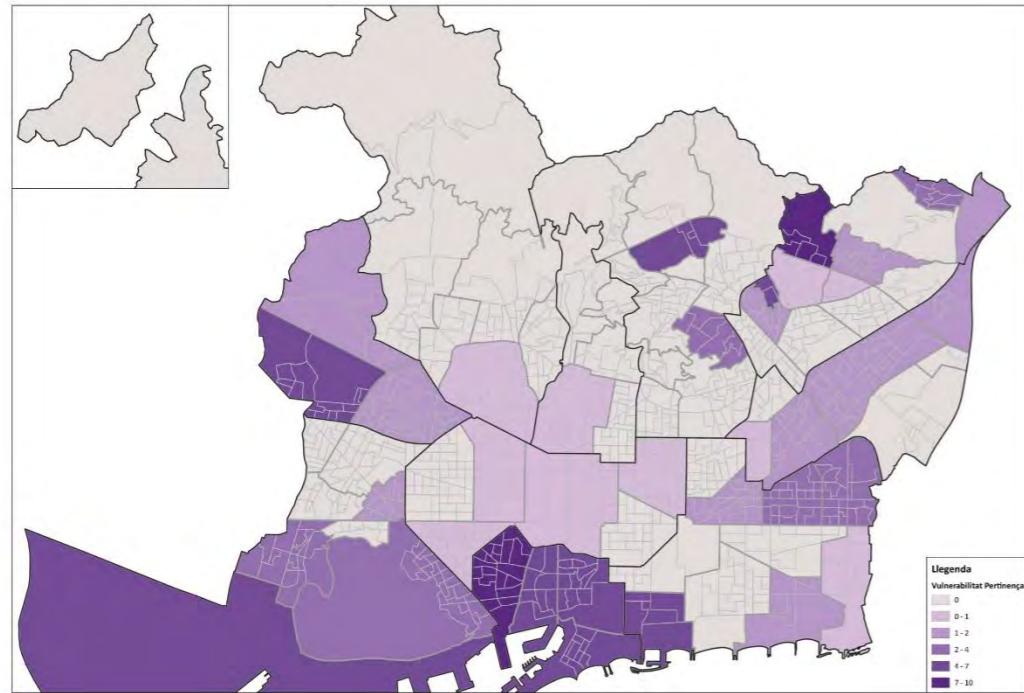 Llegenda
Vulnerabilitat Pertinença
0
0 - 1
1 - 2
2 - 4
4 - 7
7 - 10